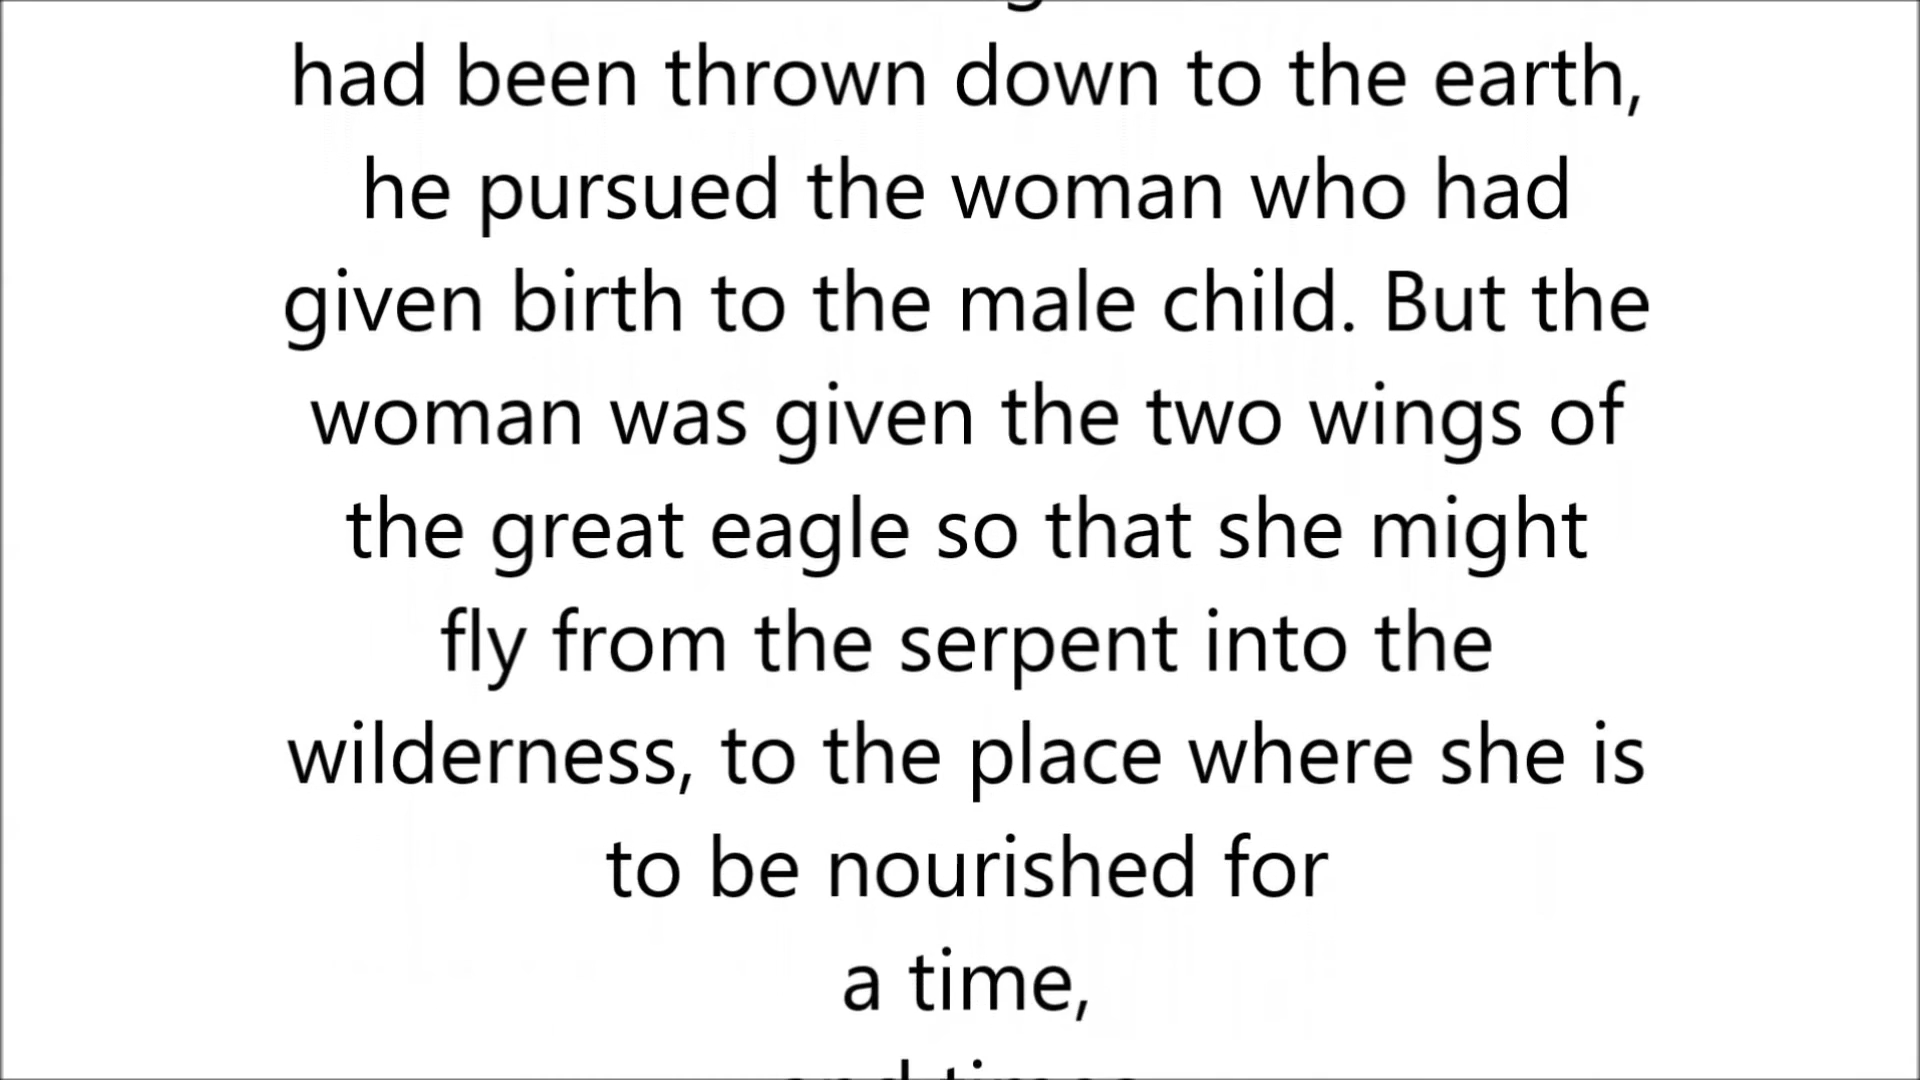 had been thrown down to the earth,
he pursued the woman who had
given birth to the male child. But the
woman was given the two wings of
the great eagle so that she might
fly from the serpent into the
wilderness, to the place where she is
to be nourished for
a time,